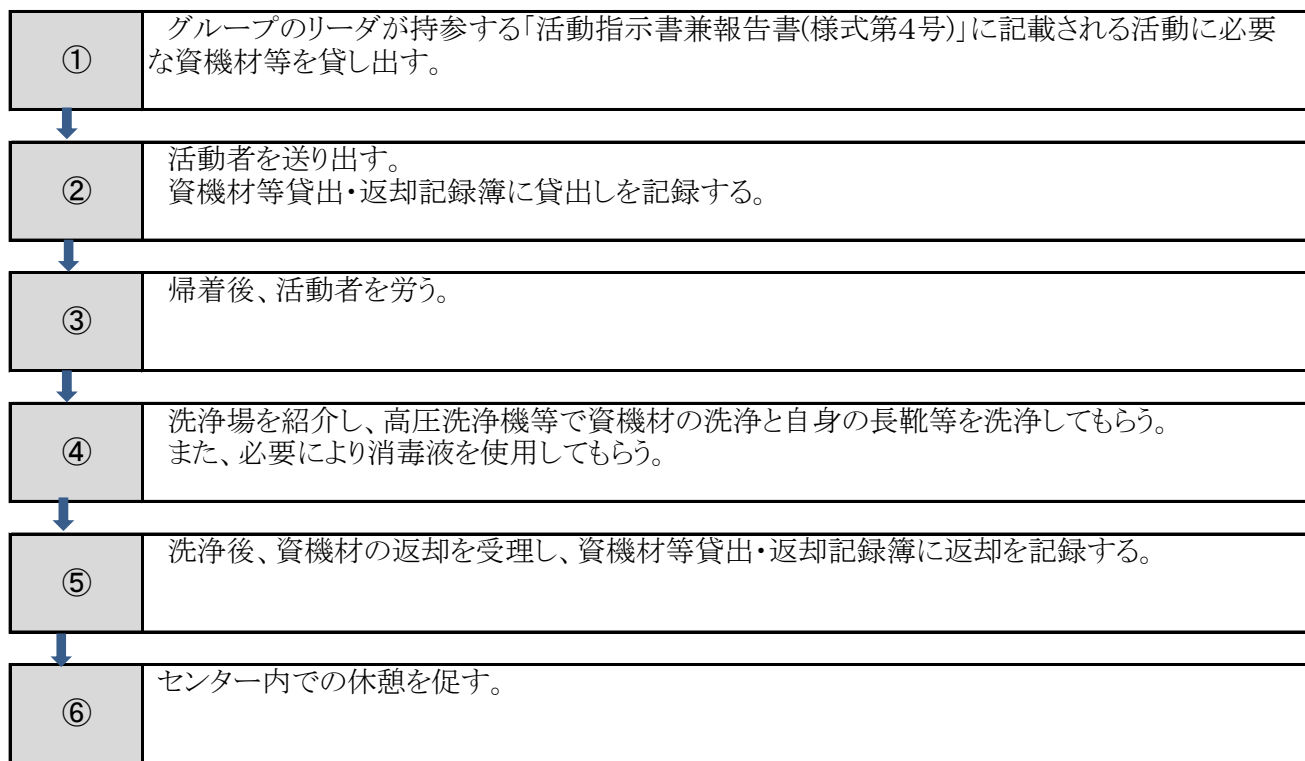 ①
グループのリーダが持参する「活動指示書兼報告書(様式第4号)」に記載される活動に必要
な資機材等を貸し出す。
②
活動者を送り出す。
資機材等貸出・返却記録簿に貸出しを記録する。
③
帰着後、活動者を労う。
④
洗浄場を紹介し、高圧洗浄機等で資機材の洗浄と自身の長靴等を洗浄してもらう。
また、必要により消毒液を使用してもらう。
⑤
洗浄後、資機材の返却を受理し、資機材等貸出・返却記録簿に返却を記録する。
⑥
センター内での休憩を促す。